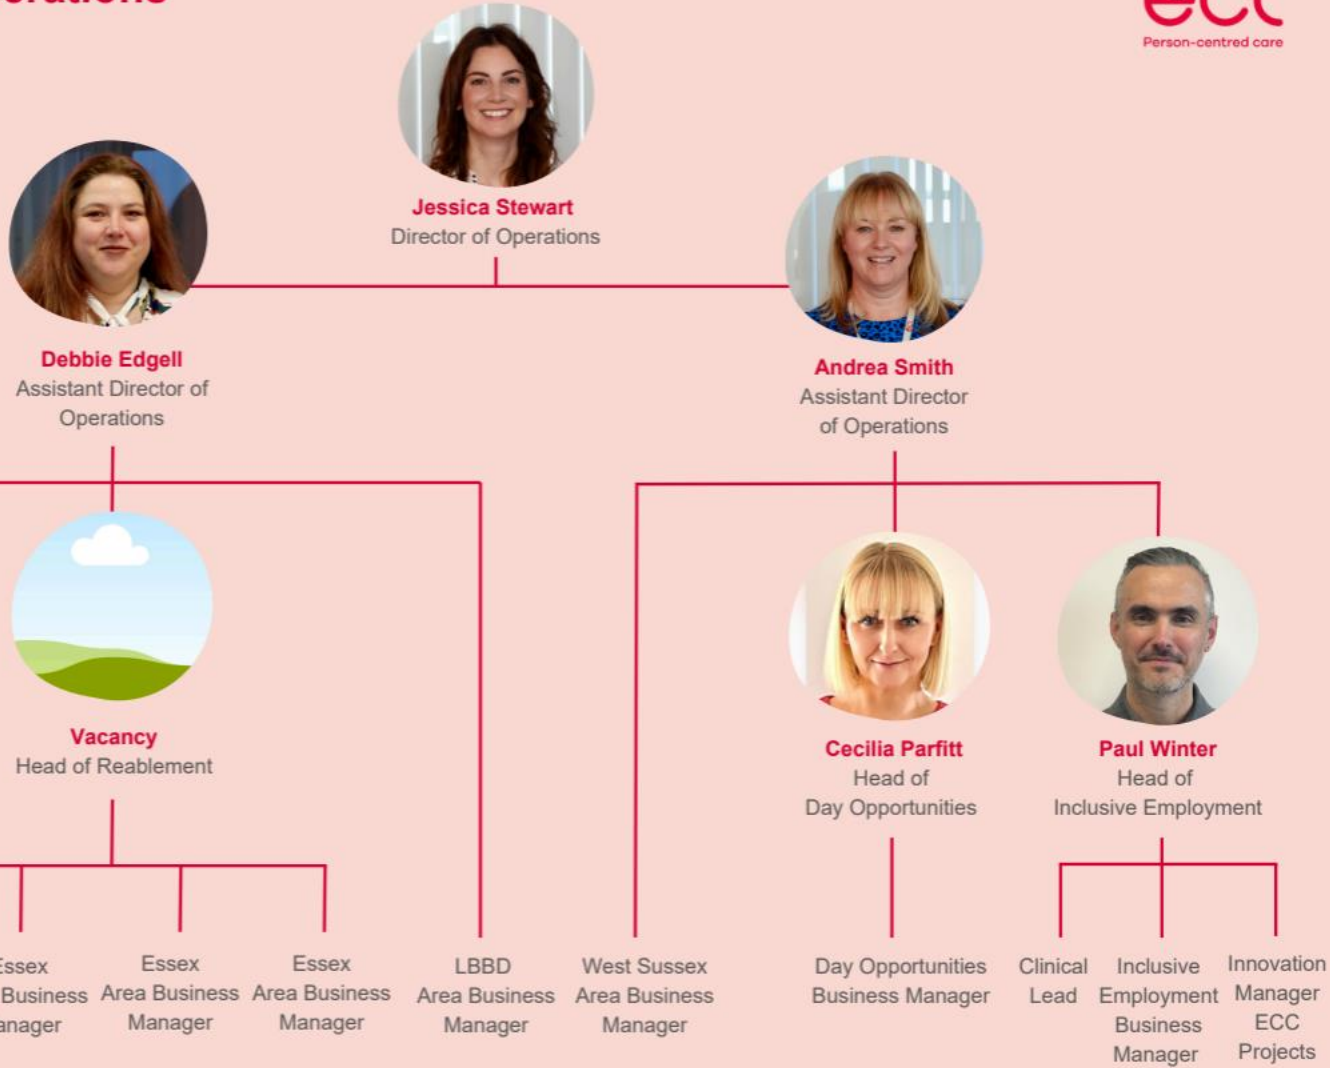 ecl
Person-centred care
Jessica Stewart
Director of Operations
Debbie Edgell
Assistant Director of
Operations
Andrea Smith
Assistant Director
of Operations
Vacancy
Head of Reablement
Cecilia Parfitt
Head of
Day Opportunities
Paul Winter
Head of
Inclusive Employment
Essex
Business
Essex
Area Business
Manager
Essex
Area Business
Manager
LBBD
Area Business
Manager
West Sussex
Area Business
Manager
Day Opportunities
Business Manager
Clinical
Lead
Inclusive
Employment
Business
Manager
Innovation
Manager
ECC
Projects